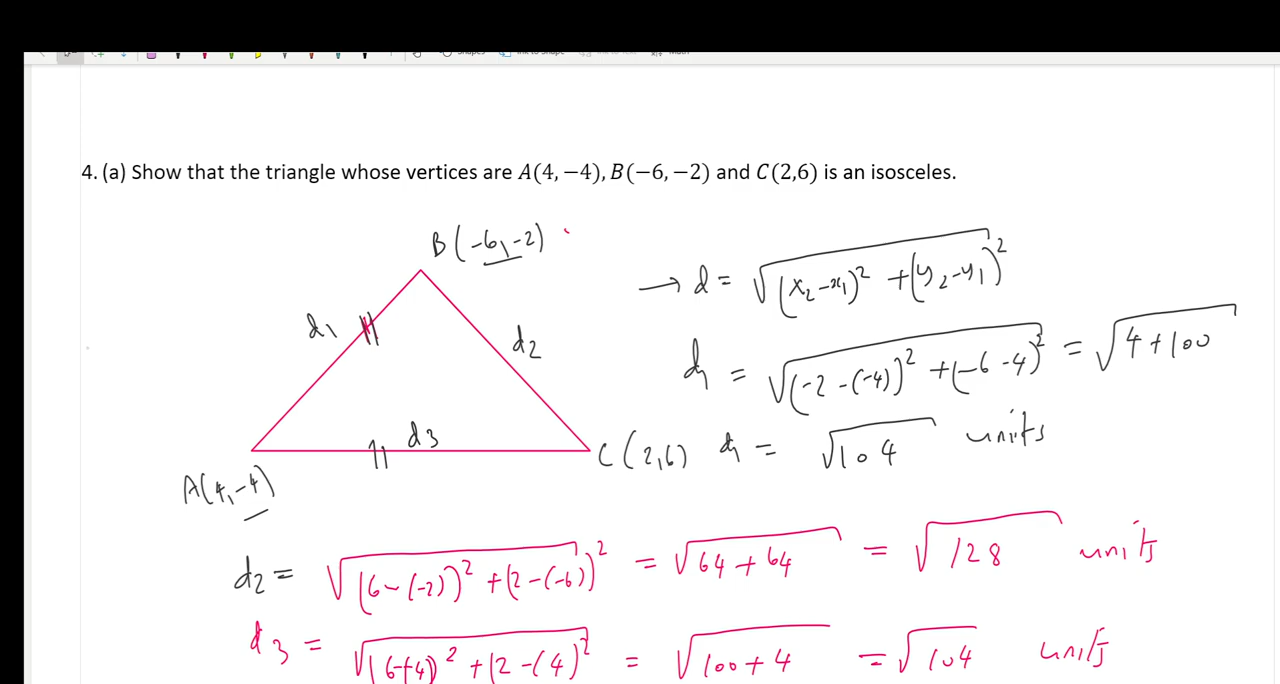 4. (a) Show that the triangle whose vertices are A(4, −4), B(−6, −2) and C(2,6) is an isosceles.
B(-6,-2)
→ d = √(x₂-x₁)² +(y₂-y₁)²
d1
d2
d1 = √(-2-(-4))² +(-6-4)² = √4+100
d3
A(4,-4)
C(2,6)
d1 = √104 units
d2 = √(6-(-2))² +(2-(-6))² = √64+64 = √128 units
d3 = √(6+4)² +(2-(4)² = √100+4 = √104 units